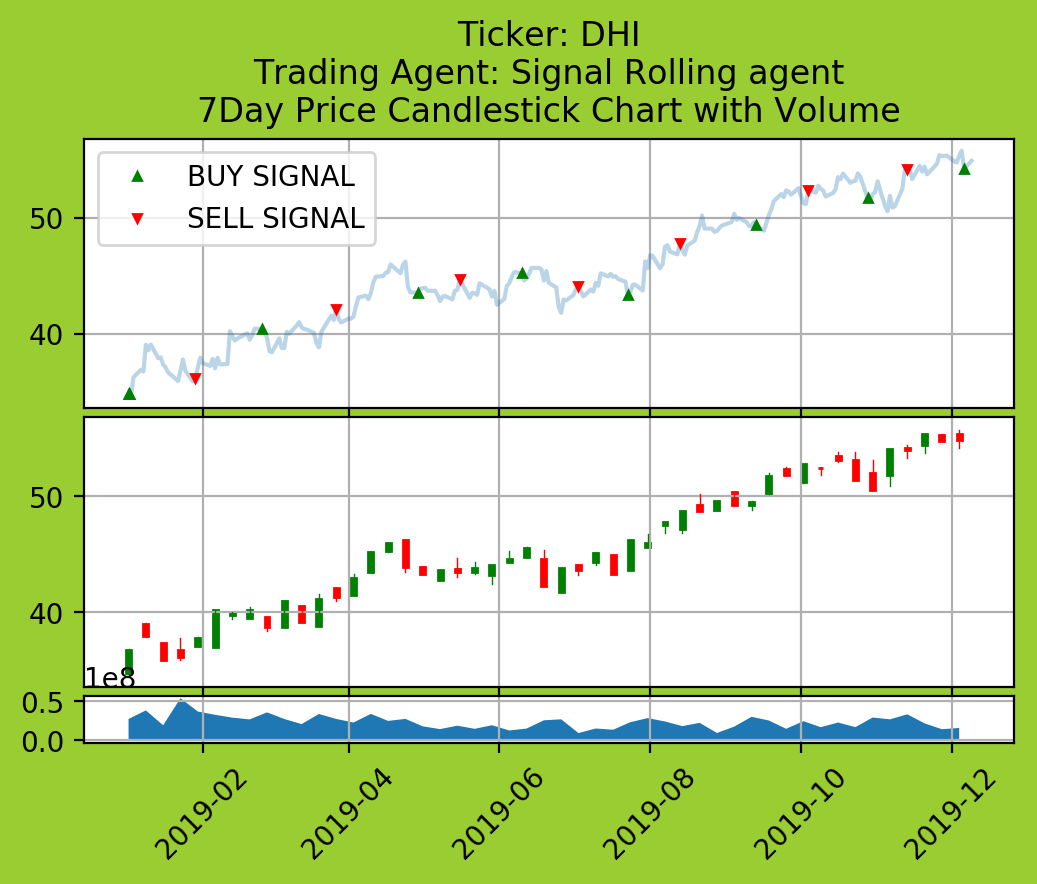 Ticker: DHI
Trading Agent: Signal Rolling agent
7Day Price Candlestick Chart with Volume
BUY SIGNAL
SELL SIGNAL
50
40
50
40
1e8
0.5
0.0
2019-02
2019-04
2019-06
2019-08
2019-10
2019-12